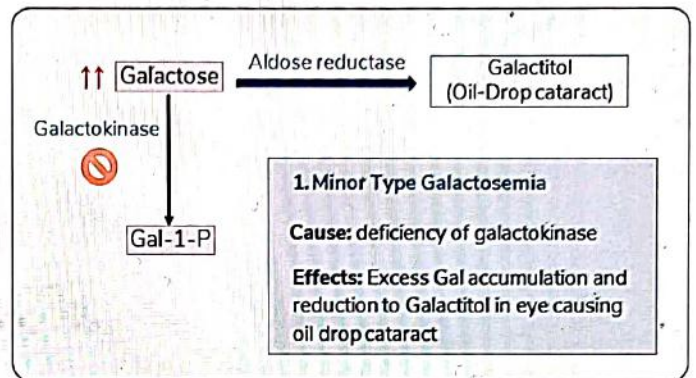 ↑↑ Galactose
Aldose reductase
Galactitol
(Oil-Drop cataract)
Galactokinase
Gal-1-P
1. Minor Type Galactosemia
Cause: deficiency of galactokinase
Effects: Excess Gal accumulation and
reduction to Galactitol in eye causing
oil drop cataract